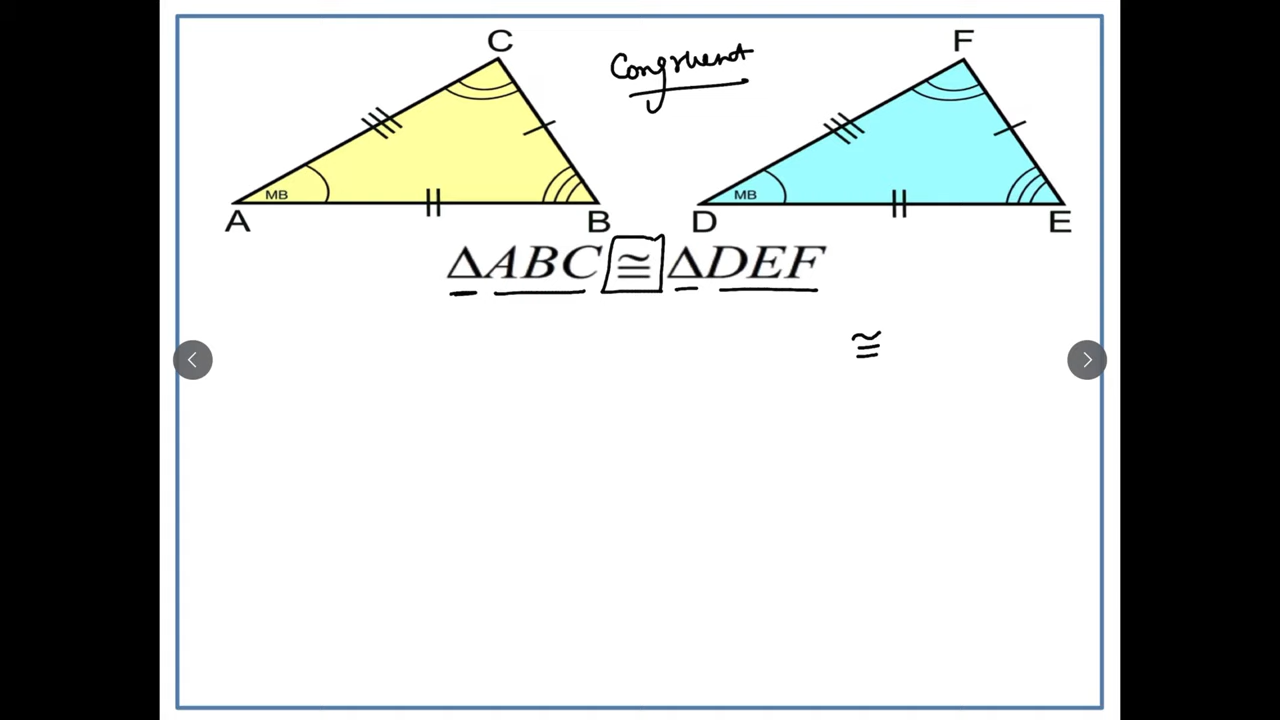 C
F
Congruent
MB
MB
A
B
D
E
ΔABC ≅ ΔDEF
≅